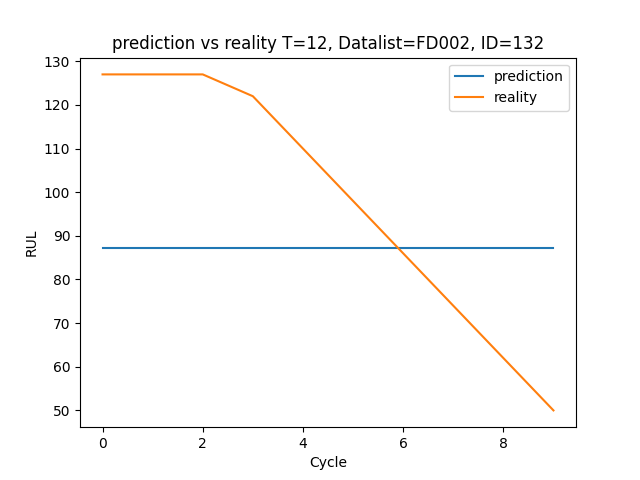 prediction vs reality T=12, Datalist=FD002, ID=132
130
120
110
100
90
80
70
60
50
RUL
0 2 4 6 8
Cycle
prediction
reality